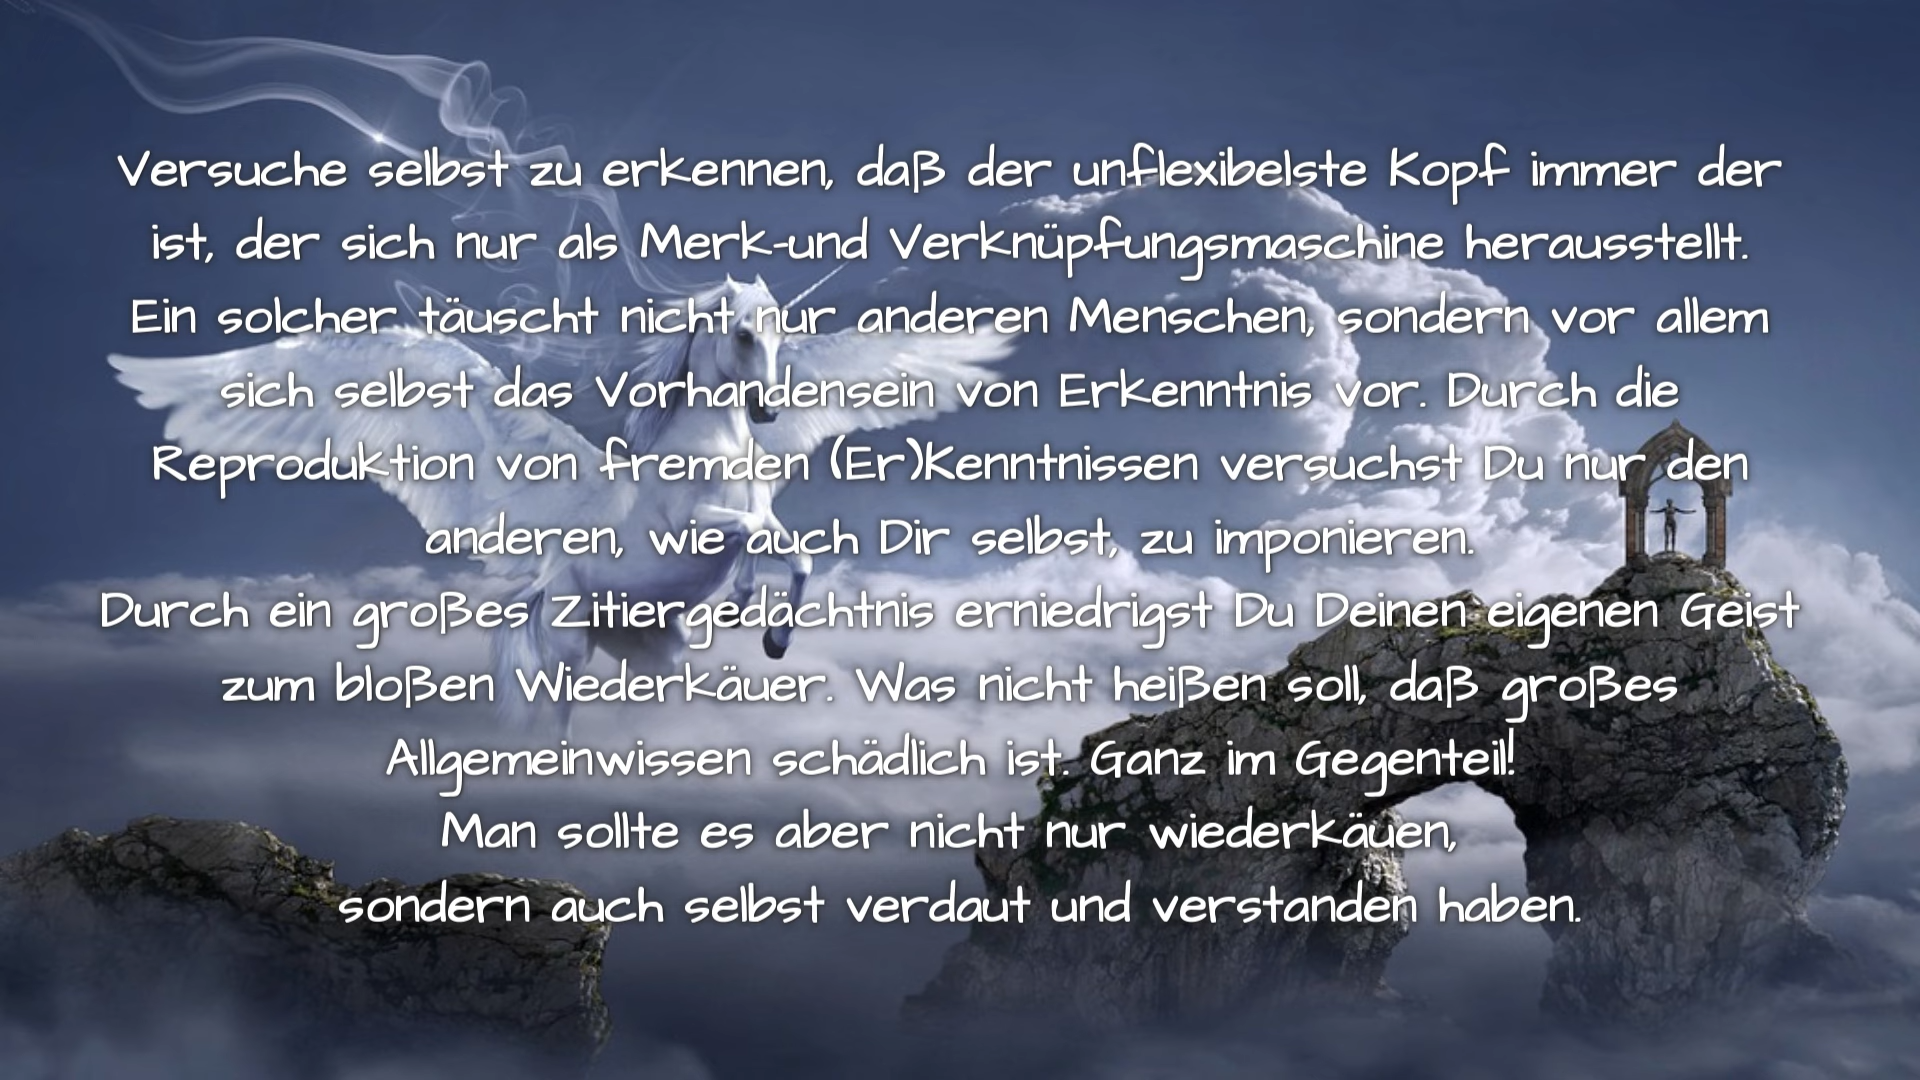 Versuche selbst zu erkennen, daß der unflexibelste Kopf immer der
ist, der sich nur als Merk-und Verknüpfungsmaschine herausstellt.
Ein solcher täuscht nicht nur anderen Menschen, sondern vor allem
sich selbst das Vorhandensein von Erkenntnis vor. Durch die
Reproduktion von fremden (Er)Kenntnissen versuchst Du nur den
anderen, wie auch Dir selbst, zu imponieren.
Durch ein großes Zitiergedächtnis erniedrigst Du Deinen eigenen Geist
zum bloßen Wiederkäuer. Was nicht heißen soll, daß großes
Allgemeinwissen schädlich ist. Ganz im Gegenteil!
Man sollte es aber nicht nur wiederkäuen,
sondern auch selbst verdaut und verstanden haben.